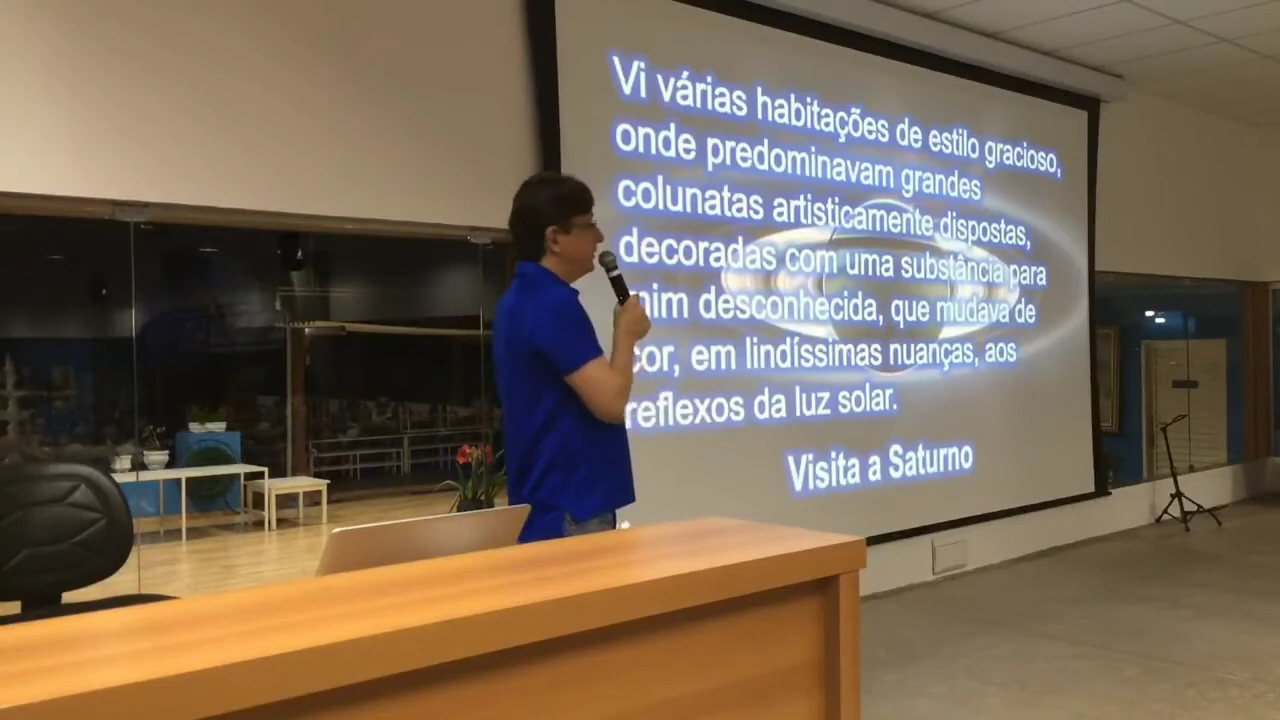 Vi várias habitações de estilo gracioso,
onde predominavam grandes
colunatas artisticamente dispostas,
decoradas com uma substância para
mim desconhecida, que mudava de
cor, em lindíssimas nuanças, aos
reflexos da luz solar.
Visita a Saturno